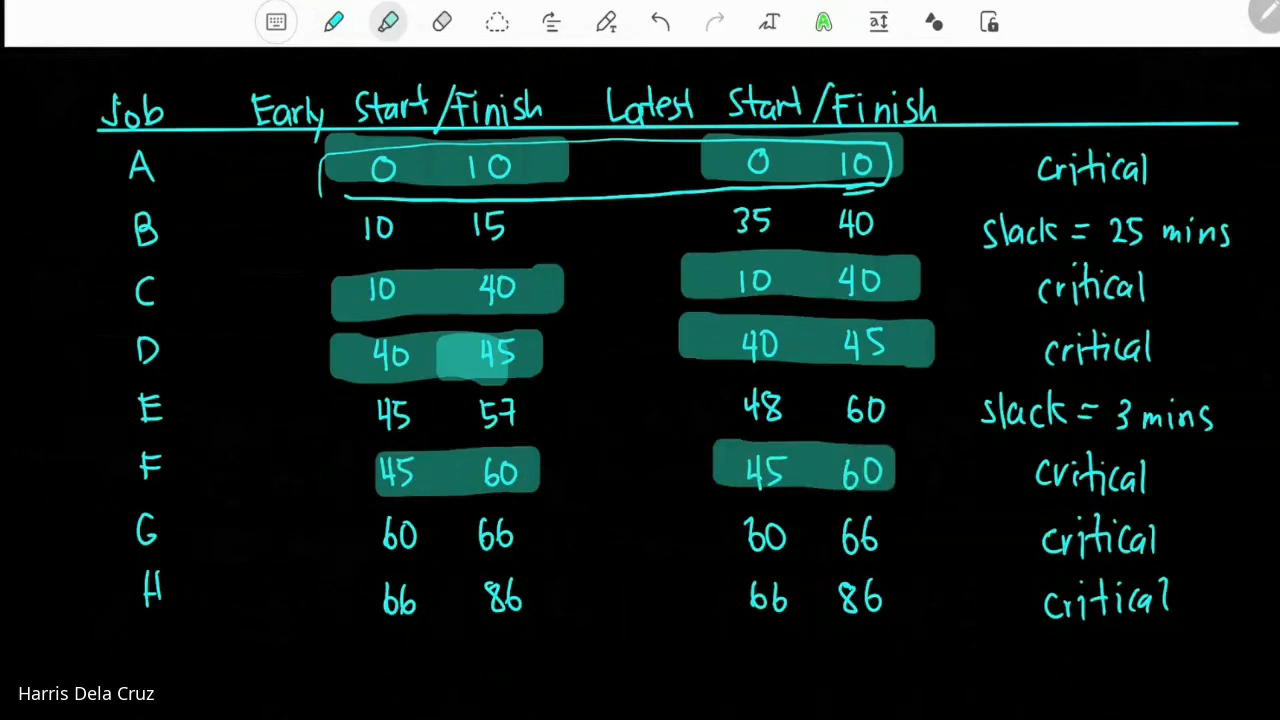 Job Early Start/Finish Latest Start/Finish
A 0 10 0 10 critical
B 10 15 35 40 slack = 25 mins
C 10 40 10 40 critical
D 40 45 40 45 critical
E 45 57 48 60 slack = 3 mins
F 45 60 45 60 critical
G 60 66 60 66 critical
H 66 86 66 86 critical
Harris Dela Cruz